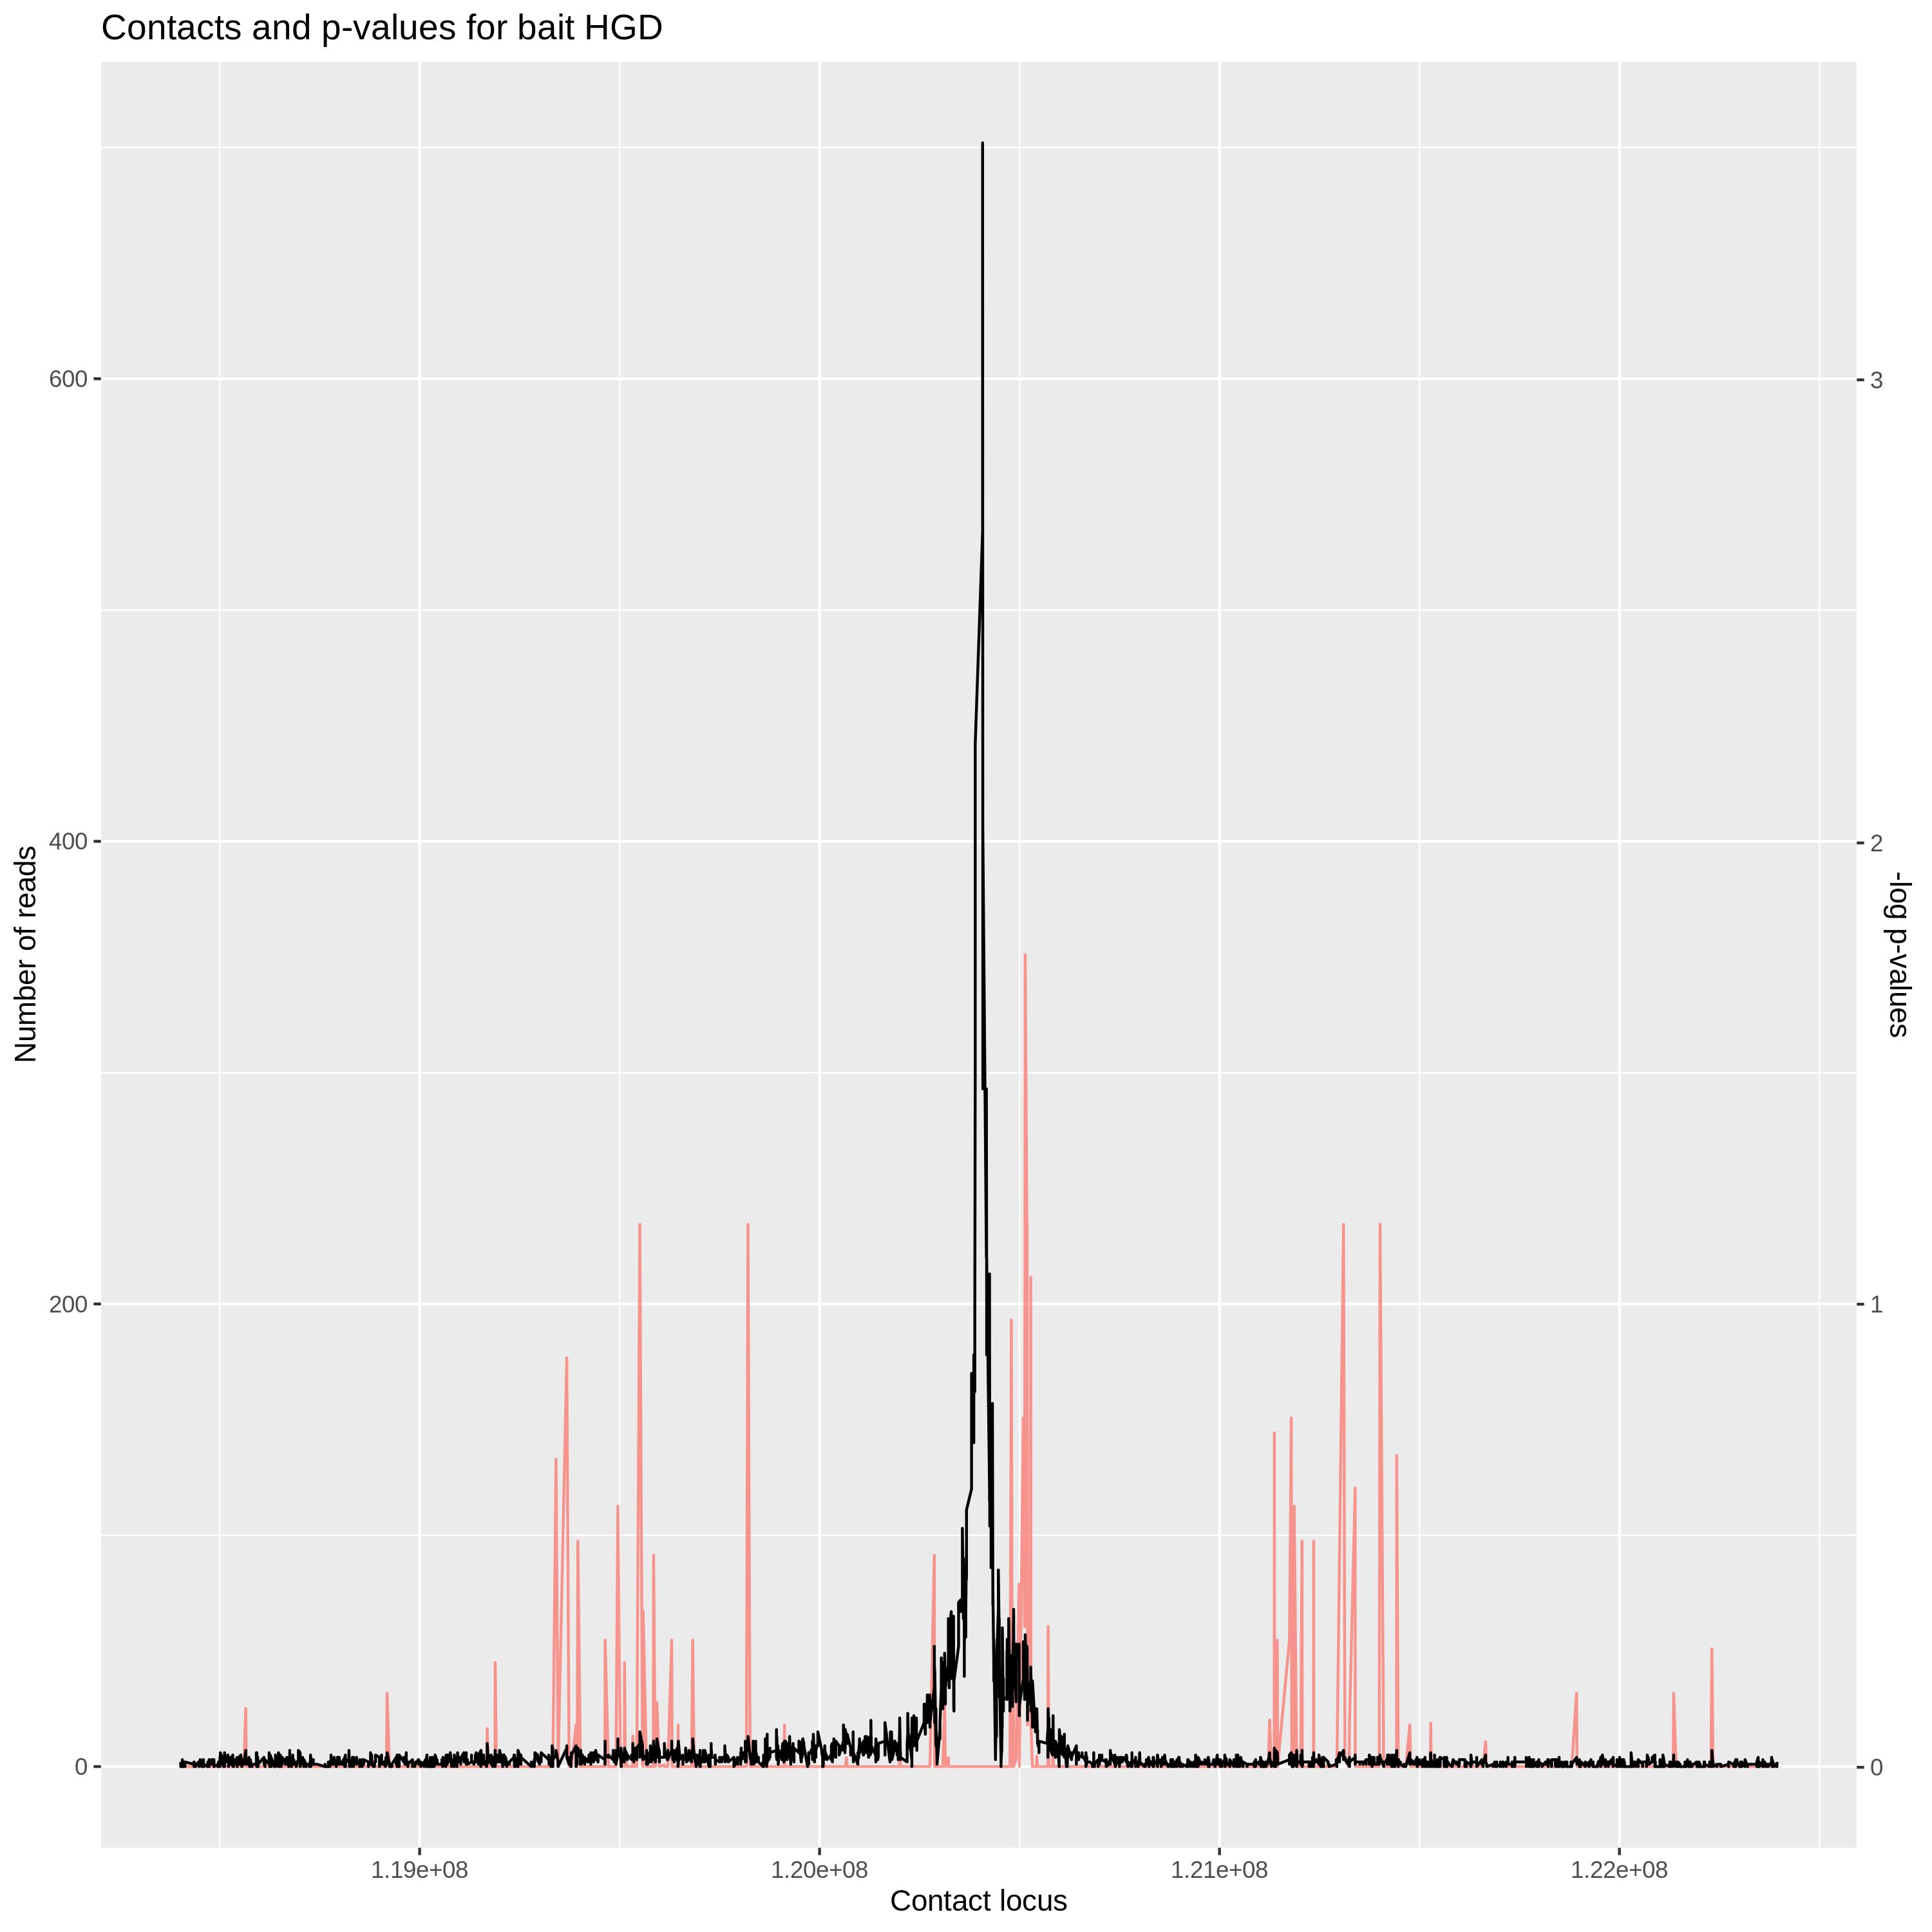 Contacts and p-values for bait HGD
600
400
200
0
3
2
1
0
Number of reads
-log p-values
1.19e+08
1.20e+08
1.21e+08
1.22e+08
Contact locus